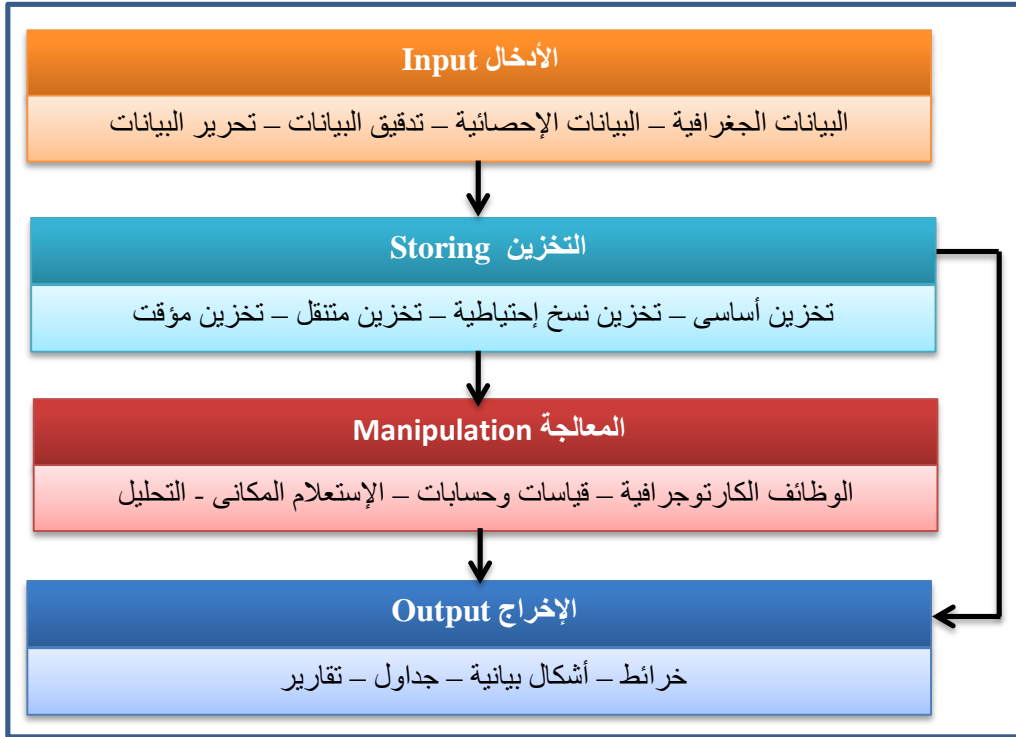 الأدخال Input
البيانات الجغرافية – البيانات الإحصائية – تدقيق البيانات – تحرير البيانات
التخزين Storing
تخزين أساسى – تخزين نسخ إحتياطية – تخزين متنقل – تخزين مؤقت
المعالجة Manipulation
الوظائف الكارتوجرافية – قياسات وحسابات – الإستعلام المكانى - التحليل
الإخراج Output
خرائط – أشكال بيانية – جداول – تقارير